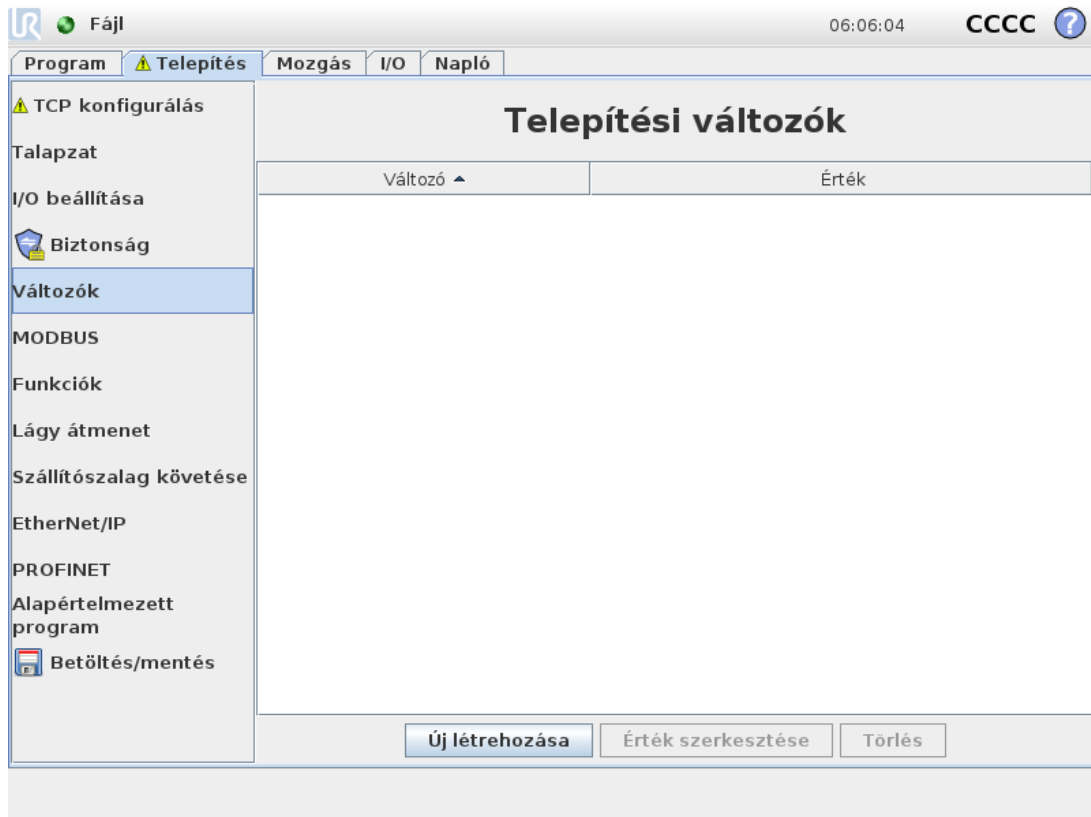 UR Fájl 06:06:04 CCCC ?
Program Telepítés Mozgás I/O Napló
TCP konfigurálás
Talapzat
I/O beállítása
Biztonság
Változók
MODBUS
Funkciók
Lágy átmenet
Szállítószalag követése
EtherNet/IP
PROFINET
Alapértelmezett
program
Betöltés/mentés
Telepítési változók
Változó Érték
Új létrehozása Érték szerkesztése Törlés